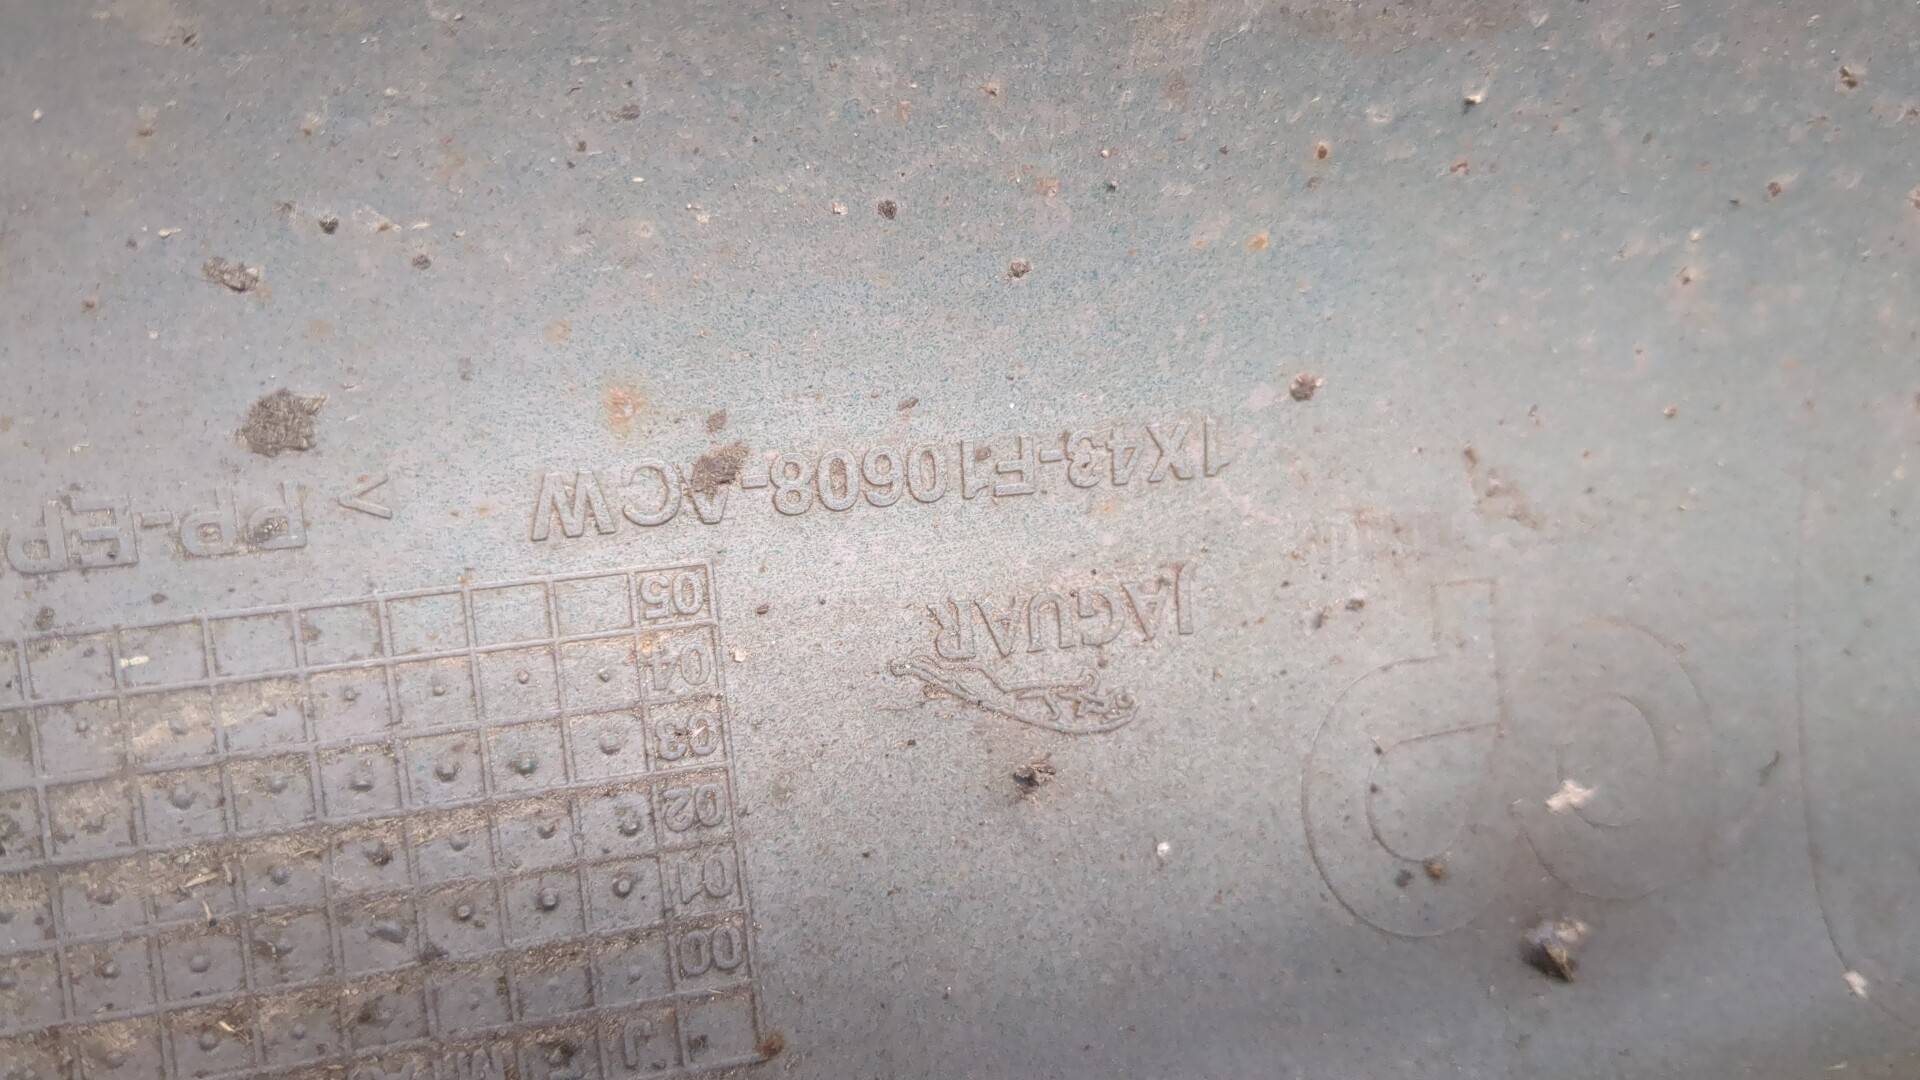 J F M
00
01
02
03
04
05
JAGUAR
1X43-F10608-ACW > PP-EP